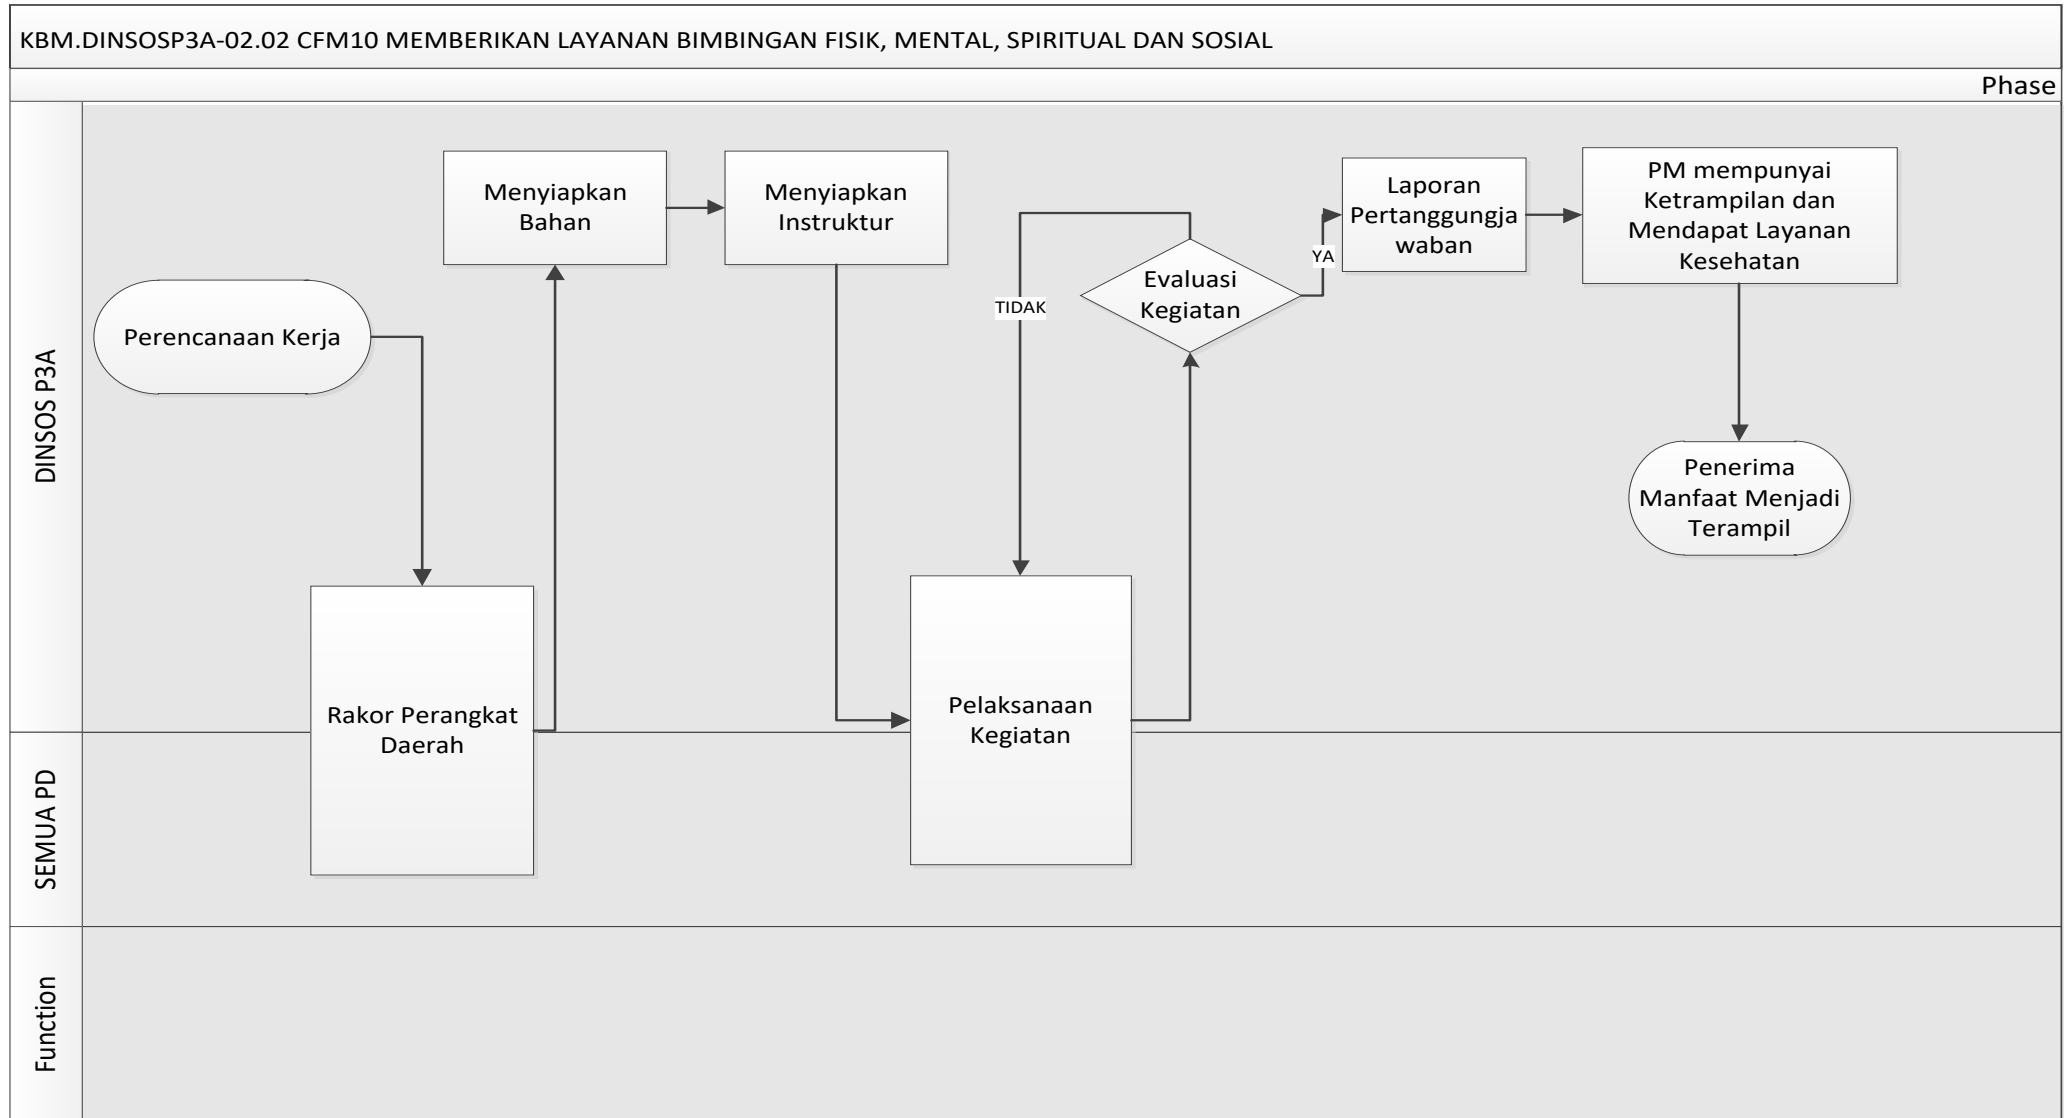 KBM.DINSOSP3A-02.02 CFM10 MEMBERIKAN LAYANAN BIMBINGAN FISIK, MENTAL, SPIRITUAL DAN SOSIAL
Phase
DINSOS P3A
Perencanaan Kerja
Rakor Perangkat
Daerah
Menyiapkan
Bahan
Menyiapkan
Instruktur
Pelaksanaan
Kegiatan
TIDAK
Evaluasi
Kegiatan
YA
Laporan
Pertanggungja
waban
PM mempunyai
Ketrampilan dan
Mendapat Layanan
Kesehatan
Penerima
Manfaat Menjadi
Terampil
SEMUA PD
Function